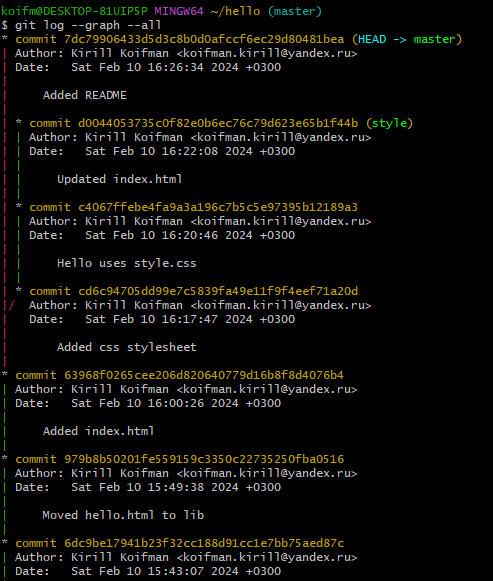 koifm@DESKTOP-81UIP5P MINGW64 ~/hello (master)
$ git log --graph --all
* commit 7dc79906433d5d3c8b0d0afccf6ec29d80481bea (HEAD -> master)
| Author: Kirill Koifman <koifman.kirill@yandex.ru>
| Date:   Sat Feb 10 16:26:34 2024 +0300
|
|     Added README
|
| * commit d0044053735c0f82e0b6ec76c79d623e65b1f44b (style)
| | Author: Kirill Koifman <koifman.kirill@yandex.ru>
| | Date:   Sat Feb 10 16:22:08 2024 +0300
| |
| |     Updated index.html
| |
| * commit c4067ffebe4fa9a3a196c7b5c5e97395b12189a3
| | Author: Kirill Koifman <koifman.kirill@yandex.ru>
| | Date:   Sat Feb 10 16:20:46 2024 +0300
| |
| |     Hello uses style.css
| |
| * commit cd6c94705dd99e7c5839fa49e11f9f4eef71a20d
|/  Author: Kirill Koifman <koifman.kirill@yandex.ru>
|   Date:   Sat Feb 10 16:17:47 2024 +0300
|
|       Added css stylesheet
|
* commit 63968f0265cee206d820640779d16b8f8d4076b4
| Author: Kirill Koifman <koifman.kirill@yandex.ru>
| Date:   Sat Feb 10 16:00:26 2024 +0300
|
|     Added index.html
|
* commit 979b8b50201fe559159c3350c22735250fba0516
| Author: Kirill Koifman <koifman.kirill@yandex.ru>
| Date:   Sat Feb 10 15:49:38 2024 +0300
|
|     Moved hello.html to lib
|
* commit 6dc9be17941b23f32cc188d91cc1e7bb75aed87c
| Author: Kirill Koifman <koifman.kirill@yandex.ru>
| Date:   Sat Feb 10 15:43:07 2024 +0300